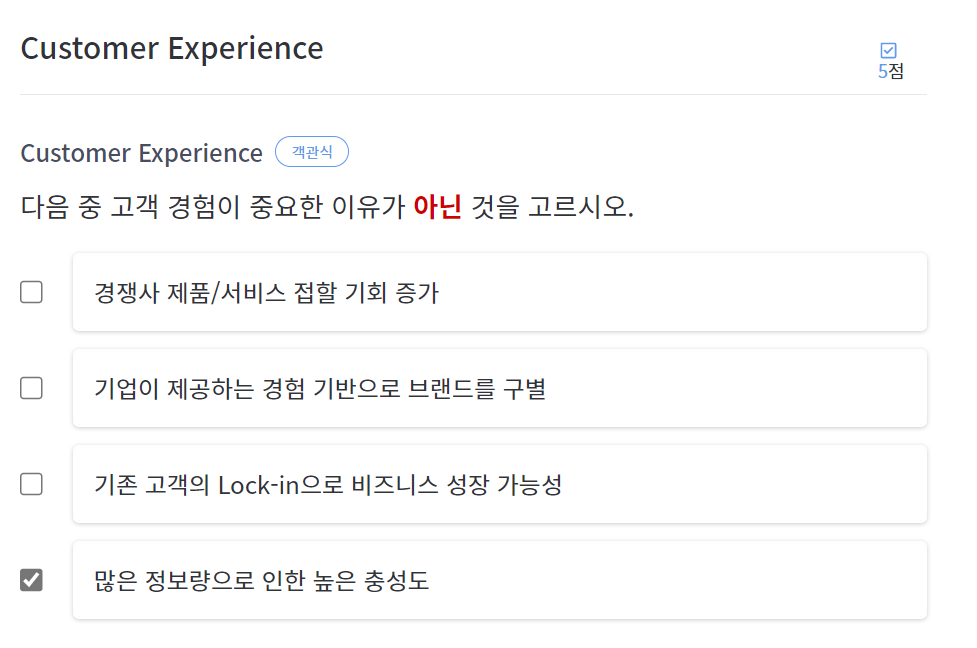 Customer Experience
5점
Customer Experience 객관식
다음 중 고객 경험이 중요한 이유가 아닌 것을 고르시오.
경쟁사 제품/서비스 접할 기회 증가
기업이 제공하는 경험 기반으로 브랜드를 구별
기존 고객의 Lock-in으로 비즈니스 성장 가능성
많은 정보량으로 인한 높은 충성도